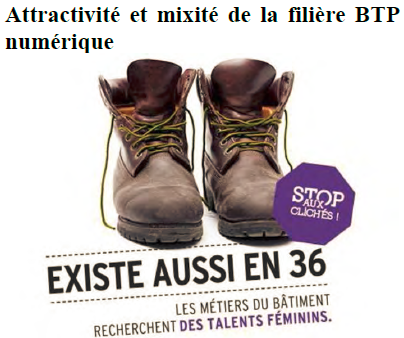 Attractivité et mixité de la filière BTP
numérique
STOP
AUX
CLICHÉS !
EXISTE AUSSI EN 36
LES MÉTIERS DU BÂTIMENT
RECHERCHENT DES TALENTS FÉMININS.